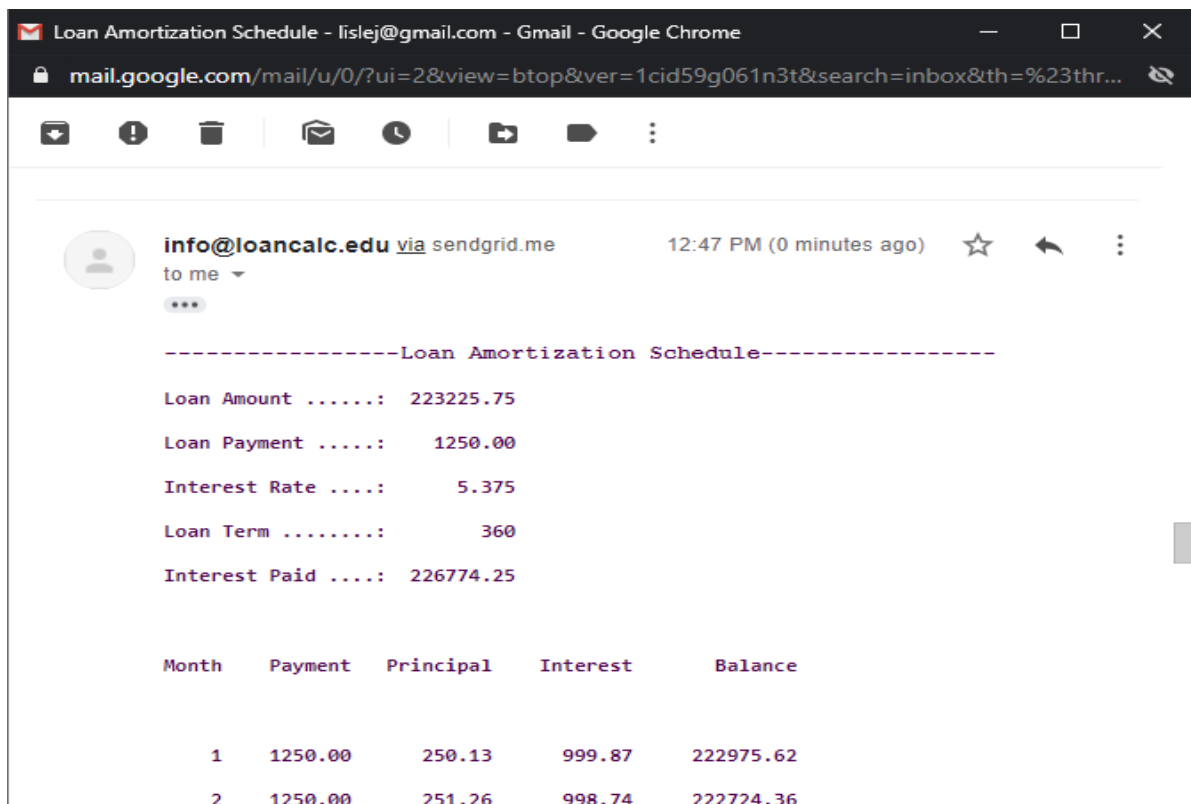 Loan Amortization Schedule - lislej@gmail.com - Gmail - Google Chrome
mail.google.com/mail/u/0/?ui=2&view=btop&ver=1cid59g061n3t&search=inbox&th=%23thr...
info@loancalc.edu via sendgrid.me 12:47 PM (0 minutes ago)
to me
-----------------Loan Amortization Schedule-----------------
Loan Amount ......: 223225.75
Loan Payment .....: 1250.00
Interest Rate ....: 5.375
Loan Term ........: 360
Interest Paid ....: 226774.25
Month Payment Principal Interest Balance
1 1250.00 250.13 999.87 222975.62
2 1250.00 251.26 998.74 222724.36